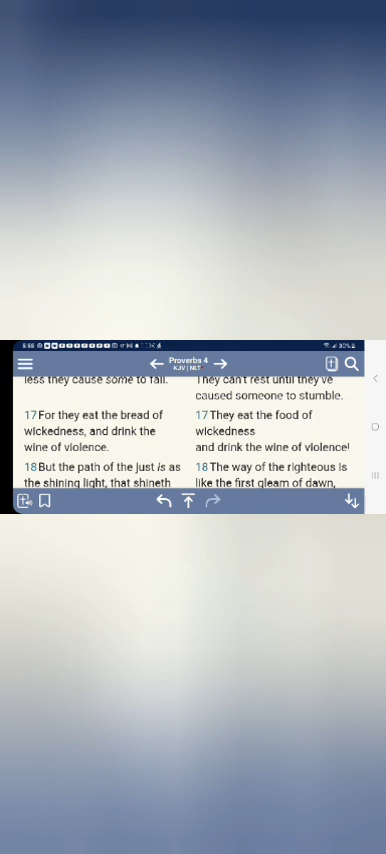 5:55
30%
Proverbs 4
KJV | NLT
less they cause some to fall.
17 For they eat the bread of
wickedness, and drink the
wine of violence.
18 But the path of the just is as
the shining light, that shineth
They can't rest until they've
caused someone to stumble.
17 They eat the food of
wickedness
and drink the wine of violence!
18 The way of the righteous is
like the first gleam of dawn,